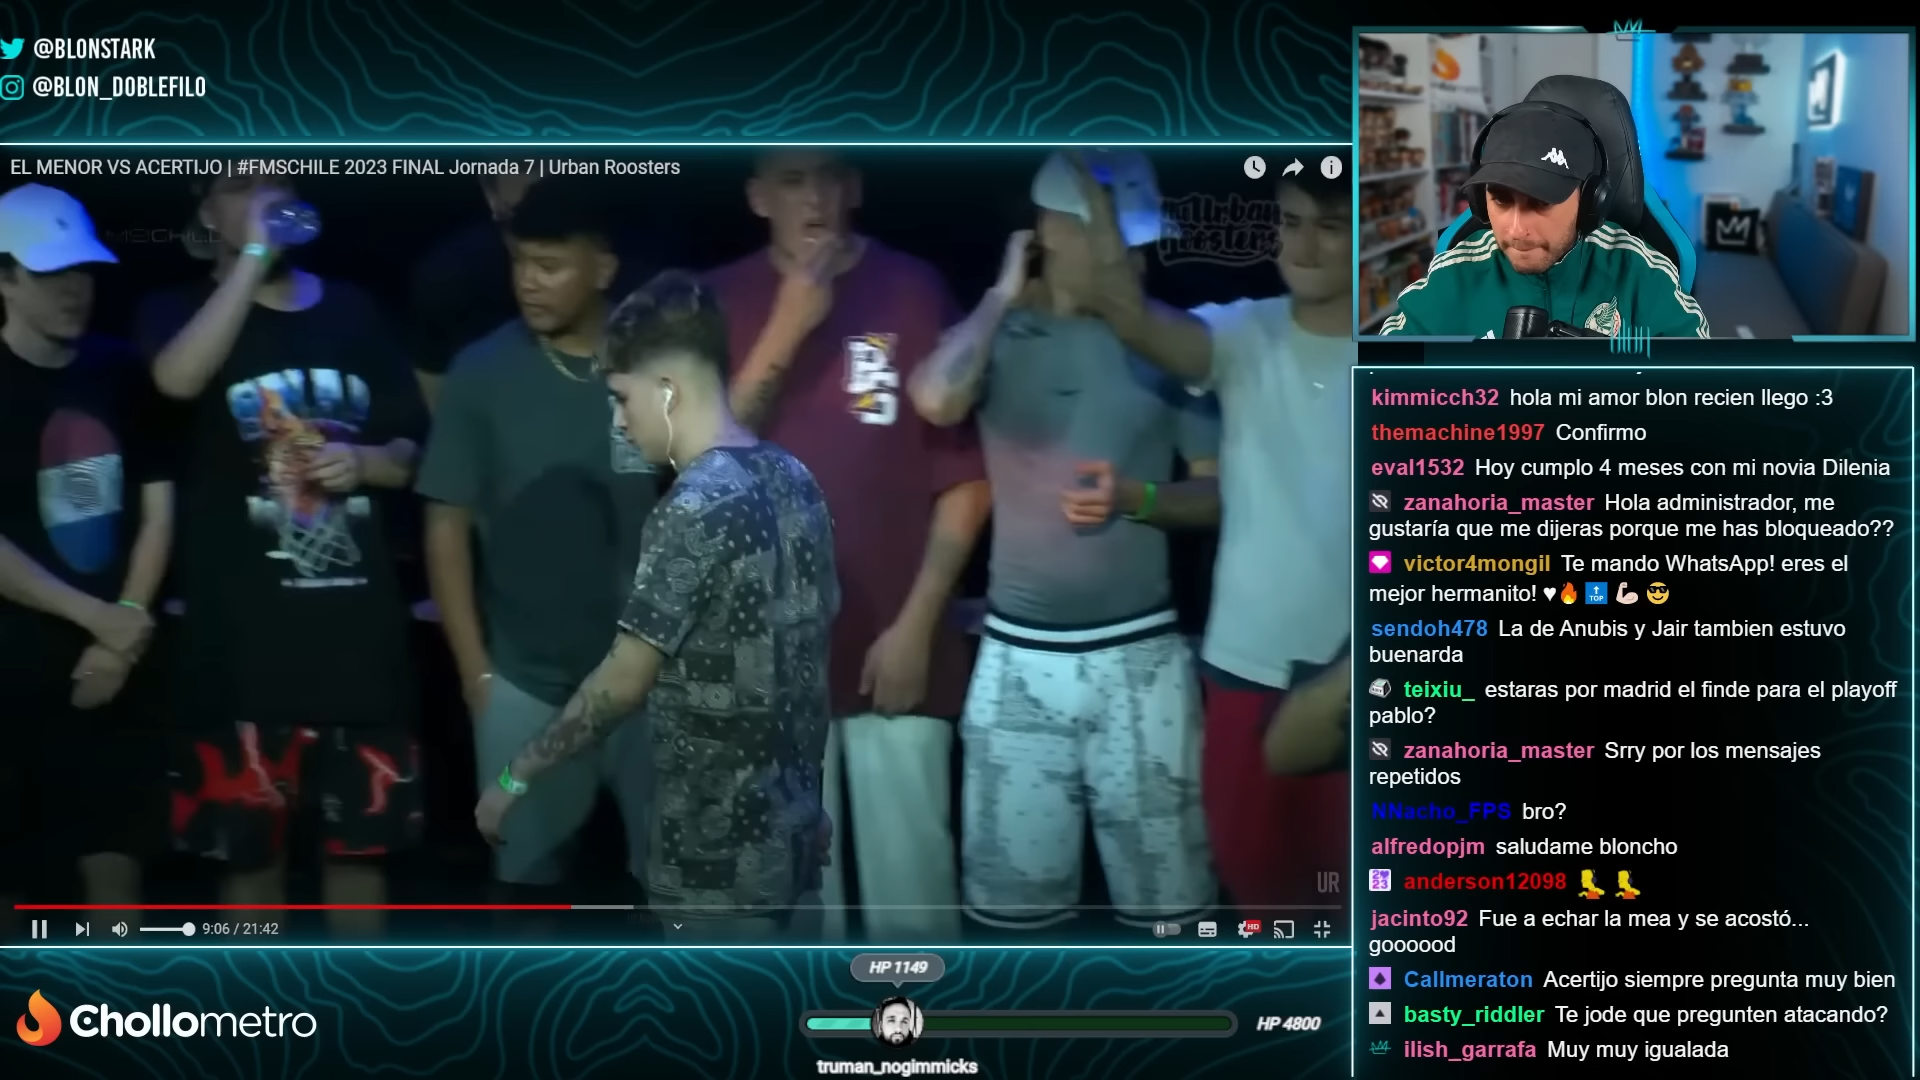 @BLONSTARK
@BLON_DOBLEFILO
EL MENOR VS ACERTIJO | #FMSCHILE 2023 FINAL Jornada 7 | Urban Roosters
Urban
Roosters
UR
9:06 / 21:42
HD
Chollometro
HP 1149
HP 4800
truman_nogimmicks
kimmicch32 hola mi amor blon recien llego :3
themachine1997 Confirmo
eval1532 Hoy cumplo 4 meses con mi novia Dilenia
zanahoria_master Hola administrador, me
gustaría que me dijeras porque me has bloqueado??
victor4mongil Te mando WhatsApp! eres el
mejor hermanito! ♥🔥🔝💪🏻😎
sendoh478 La de Anubis y Jair tambien estuvo
buenarda
teixiu_ estaras por madrid el finde para el playoff
pablo?
zanahoria_master Srry por los mensajes
repetidos
NNacho_FPS bro?
alfredopjm saludame bloncho
anderson12098
jacinto92 Fue a echar la mea y se acostó...
goooood
Callmeraton Acertijo siempre pregunta muy bien
basty_riddler Te jode que pregunten atacando?
ilish_garrafa Muy muy igualada